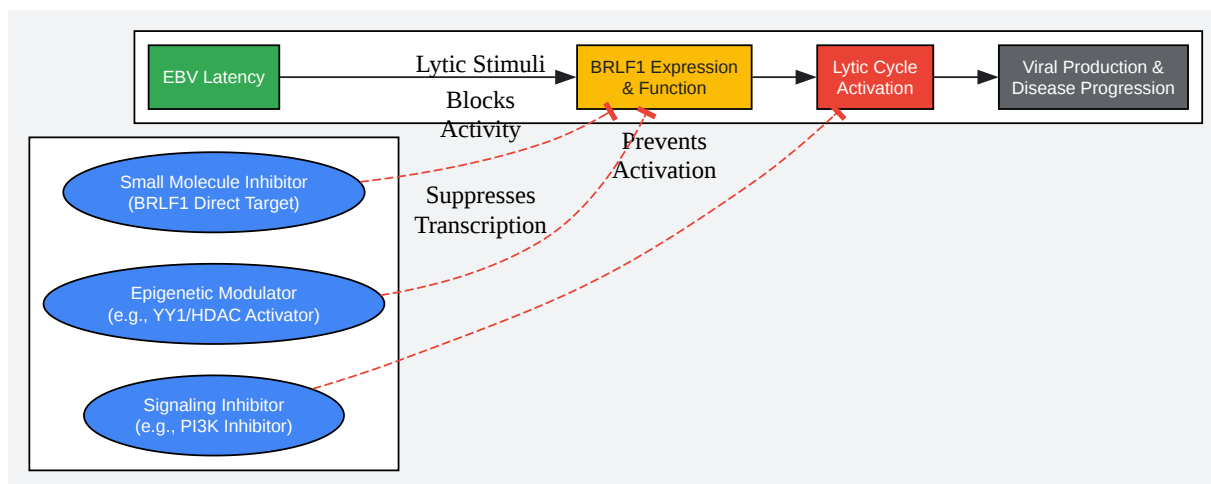 EBV Latency
Lytic Stimuli
BRLF1 Expression
& Function
Lytic Cycle
Activation
Viral Production &
Disease Progression
Blocks
Activity
Prevents
Activation
Small Molecule Inhibitor
(BRLF1 Direct Target)
Suppresses
Transcription
Epigenetic Modulator
(e.g., YY1/HDAC Activator)
Signaling Inhibitor
(e.g., PI3K Inhibitor)